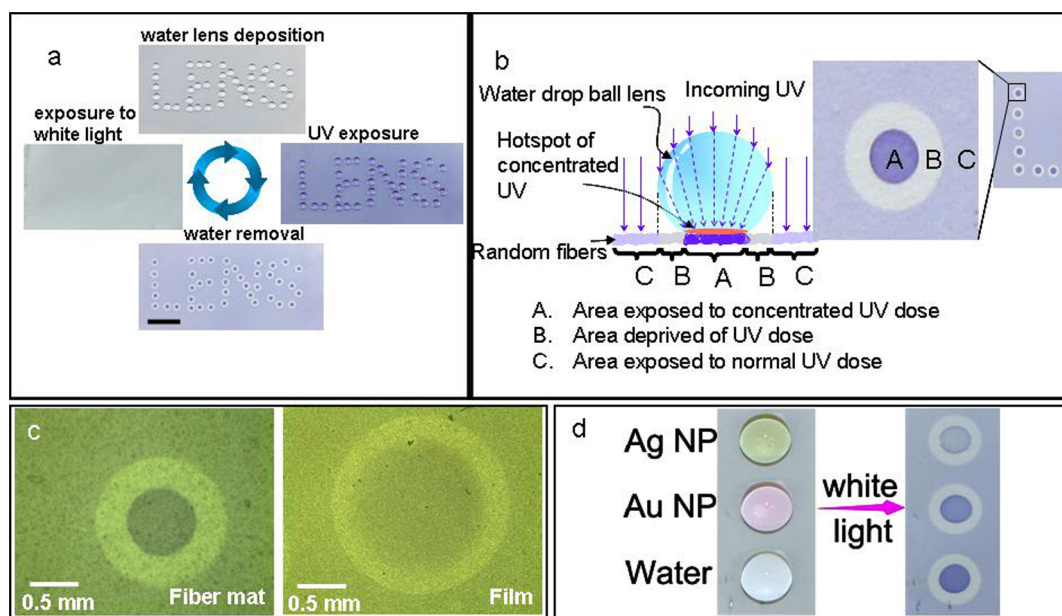 a
water lens deposition
exposure to
white light
UV exposure
water removal
b
Water drop ball lens
Incoming UV
Hotspot of
concentrated
UV
Random fibers
C B A B C
A B C
A. Area exposed to concentrated UV dose
B. Area deprived of UV dose
C. Area exposed to normal UV dose
c
0.5 mm
Fiber mat
0.5 mm
Film
d
Ag NP
Au NP
Water
white
light